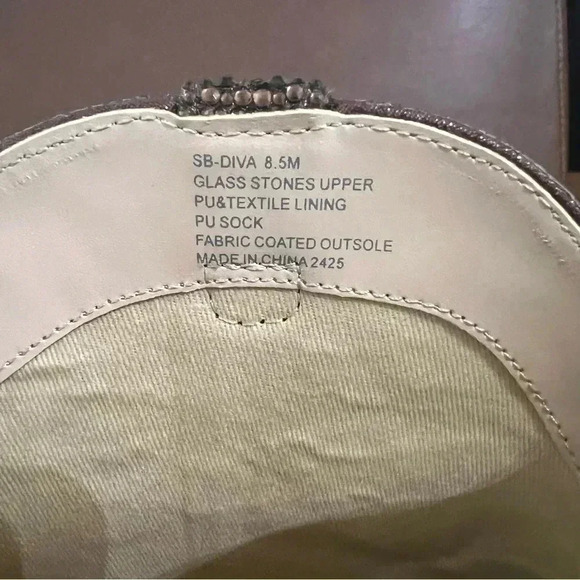 SB-DIVA 8.5M
GLASS STONES UPPER
PU&TEXTILE LINING
PU SOCK
FABRIC COATED OUTSOLE
MADE IN CHINA 2425